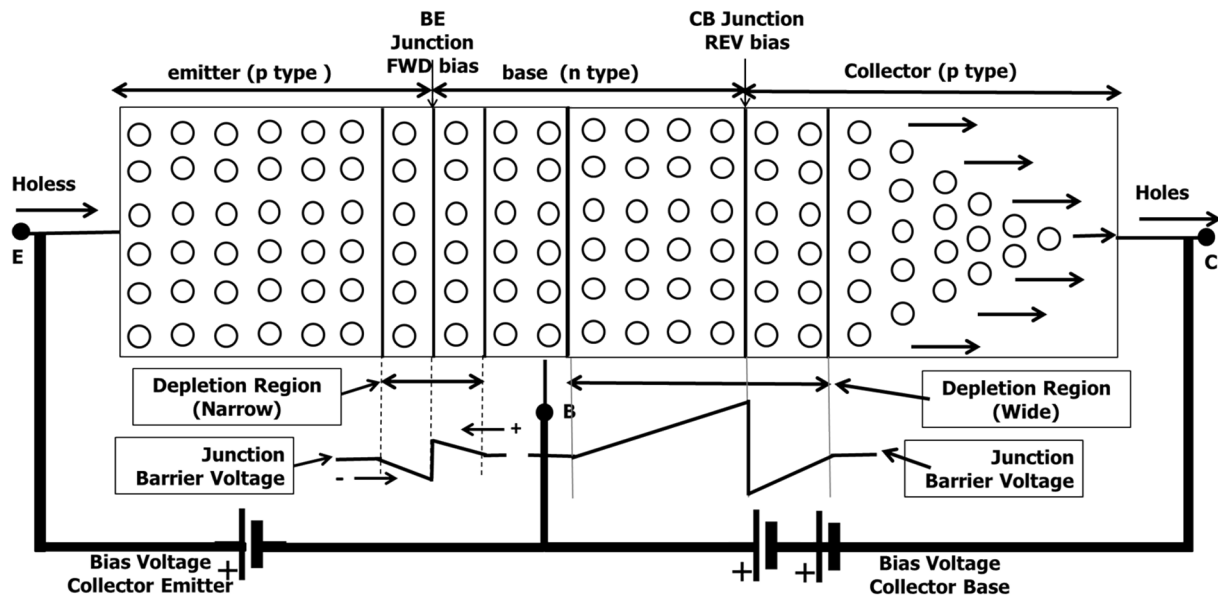 BE
Junction
FWD bias
CB Junction
REV bias
emitter (p type )
base (n type)
Collector (p type)
Holess
E
Holes
C
Depletion Region
(Narrow)
B
Depletion Region
(Wide)
+
Junction
Barrier Voltage
-
Junction
Barrier Voltage
Bias Voltage
Collector Emitter
+
+
+
Bias Voltage
Collector Base